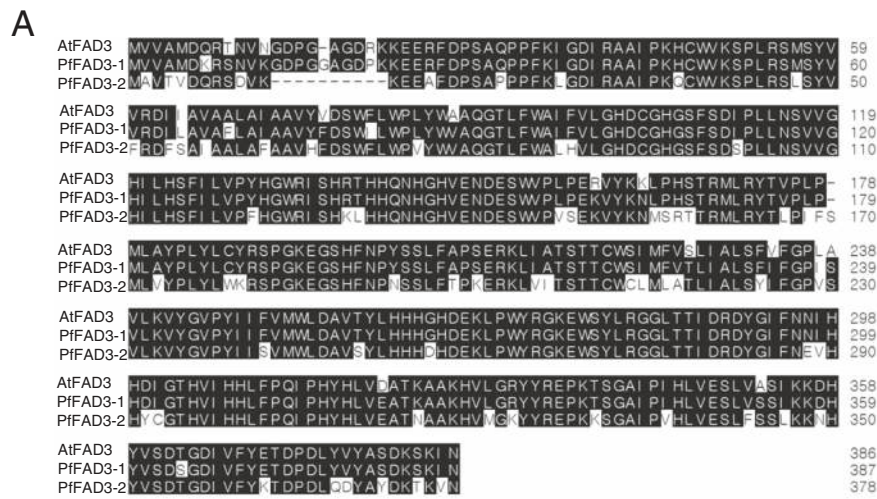 A
AtFAD3 MVVAMDQRTNVNGDPG-AGDRKKEERFDPSAQPPFKIGDIRAAIPKHCWVKSPLRSMSYV 59
PfFAD3-1 MVVAMDKRSNVKGDPGGAGDPKKEERFDPSAQPPFKIGDIRAAIPKHCWVKSPLRSMSYV 60
PfFAD3-2 MAVTVDQRSDVK----------KEEAFDPSAPPPFKLGDIRAAIPKQCWVKSPLRSLSYV 50
AtFAD3 VRDIIAVAALAIAAVYVDSWFLWPLYWAAQGTLFWAIFVLGHDCGHGSFSDIPLLNSVVG 119
PfFAD3-1 VRDILAVAFLAIAAVYFDSWLLWPLYWVAQGTLFWAIFVLGHDCGHGSFSDIPLLNSVVG 120
PfFAD3-2 FRDFSAIAALAFAAVHFDSWFLWPVYWVAQGTLFWALHVLGHDCGHGSFSDSPLLNSVVG 110
AtFAD3 HILHSFILVPYHGWRISHRTHHQNHGHVENDESWVPLPERVYKKLPHSTRMLRYTVPLP- 178
PfFAD3-1 HILHSFILVPYHGWRISHRTHHQNHGHVENDESWVPLPEKVYKNLPHSTRMLRYTVPLP- 179
PfFAD3-2 HILHSFILVPFHGWRISHKLHHQNHGHVENDESWVPVSEKVYKNMSRTTRMLRYTLPIFS 170
AtFAD3 MLAYPLYLCYRSPGKEGSHFNPYSSLFAPSERKLIATSTTCWSIMFVSLIALSFVFGPLA 238
PfFAD3-1 MLAYPLYLCYRSPGKEGSHFNPYSSLFAPSERKLIATSTTCWSIMFVTLIALSFIFGPIS 239
PfFAD3-2 MLVYPLYLWKRSPGKEGSHFNPNSSLFTPKERKLVITSTTCWCLMLATLIALSYIFGPVS 230
AtFAD3 VLKVYGVPYIIFVMWLDAVTYLHHHGHDEKLPWYRGKEWSYLRGGLTTIDRDYGIFNNIH 298
PfFAD3-1 VLKVYGVPYIIFVMWLDAVTYLHHHGHDEKLPWYRGKEWSYLRGGLTTIDRDYGIFNNIH 299
PfFAD3-2 VLKVYGVPYIISVMWLDAVSYLHHHDHDEKLPWYRGKEWSYLRGGLTTIDRDYGIFNEVH 290
AtFAD3 HDIGTHVIHHLFPQIPHYHLVDATKAAKHVLGRYYREPKTSGAIPIHLVESLVASIKKDH 358
PfFAD3-1 HDIGTHVIHHLFPQIPHYHLVEATKAAKHVLGRYYREPKTSGAIPIHLVESLVSSIKKDH 359
PfFAD3-2 HYCGTHVIHHLFPQIPHYHLVEATNAAKHVMGKYYREPKKSGAIPVHLVESLFSSLKKNH 350
AtFAD3 YVSDTGDIVFYETDPDLYVYASDKSKIN 386
PfFAD3-1 YVSDSGDIVFYETDPDLYVYASDKSKIN 387
PfFAD3-2 YVSDTGDIVFYKTDPDLQDYAYDKTKVN 378